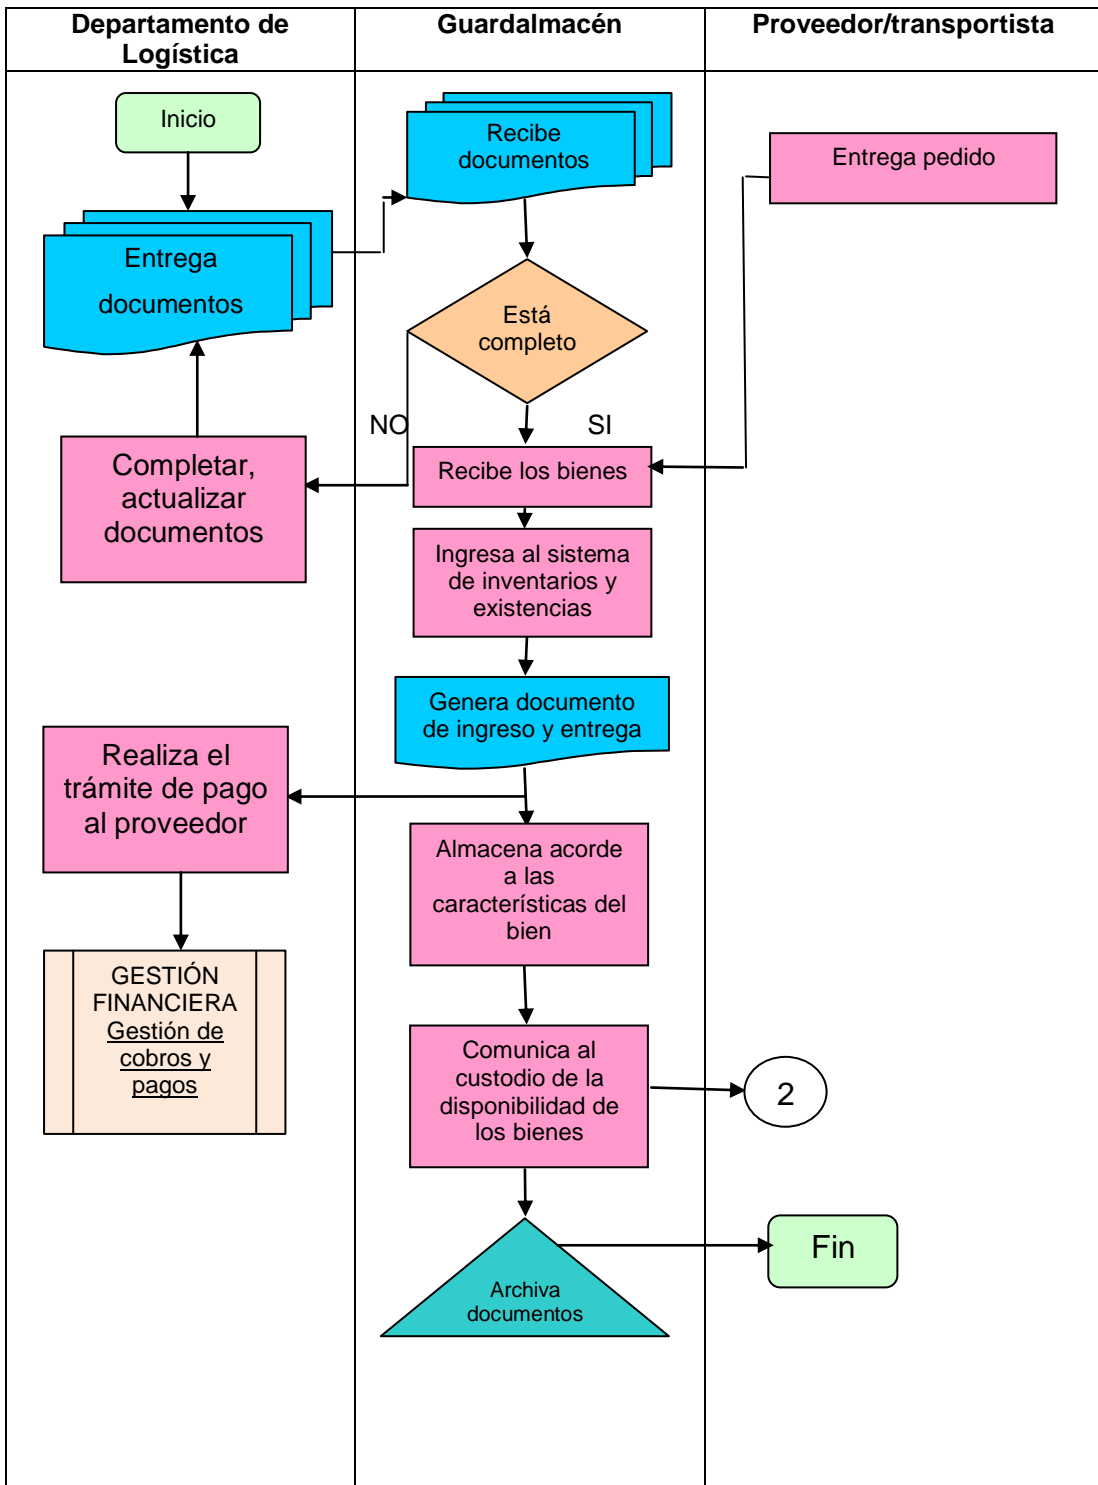 Departamento de
Logística
Guardalmacén
Proveedor/transportista
Inicio
Recibe
documentos
Entrega pedido
Entrega
documentos
Está
completo
NO
SI
Completar,
actualizar
documentos
Recibe los bienes
Ingresa al sistema
de inventarios y
existencias
Genera documento
de ingreso y entrega
Realiza el
trámite de pago
al proveedor
Almacena acorde
a las
características del
bien
GESTIÓN
FINANCIERA
Gestión de
cobros y
pagos
Comunica al
custodio de la
disponibilidad de
los bienes
2
Fin
Archiva
documentos